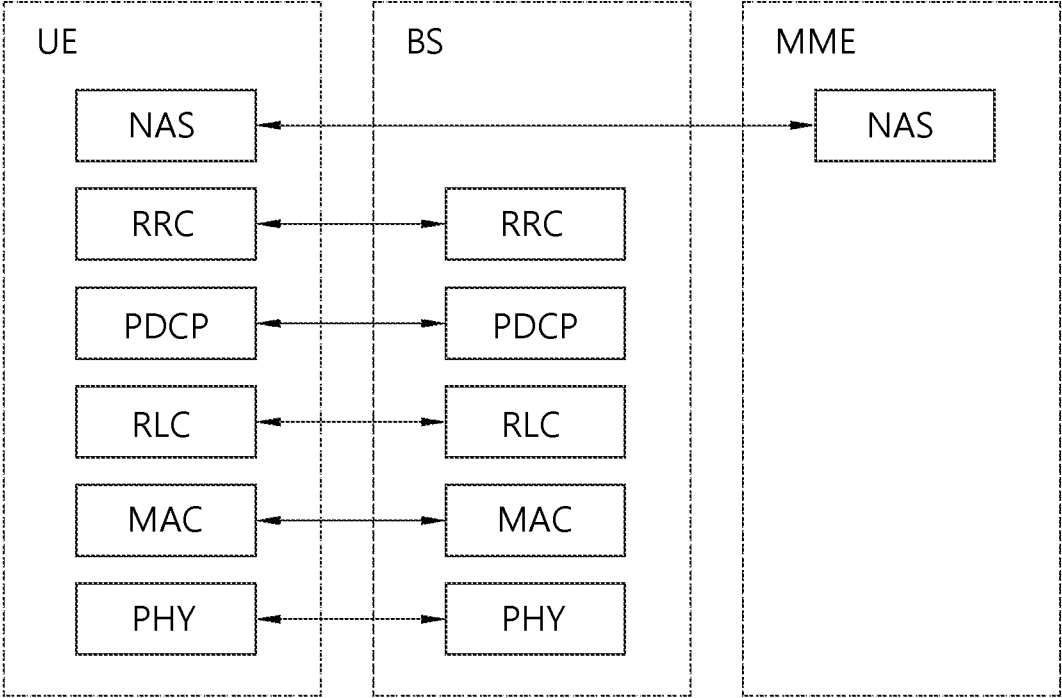 UE BS MME
NAS NAS
RRC RRC
PDCP PDCP
RLC RLC
MAC MAC
PHY PHY